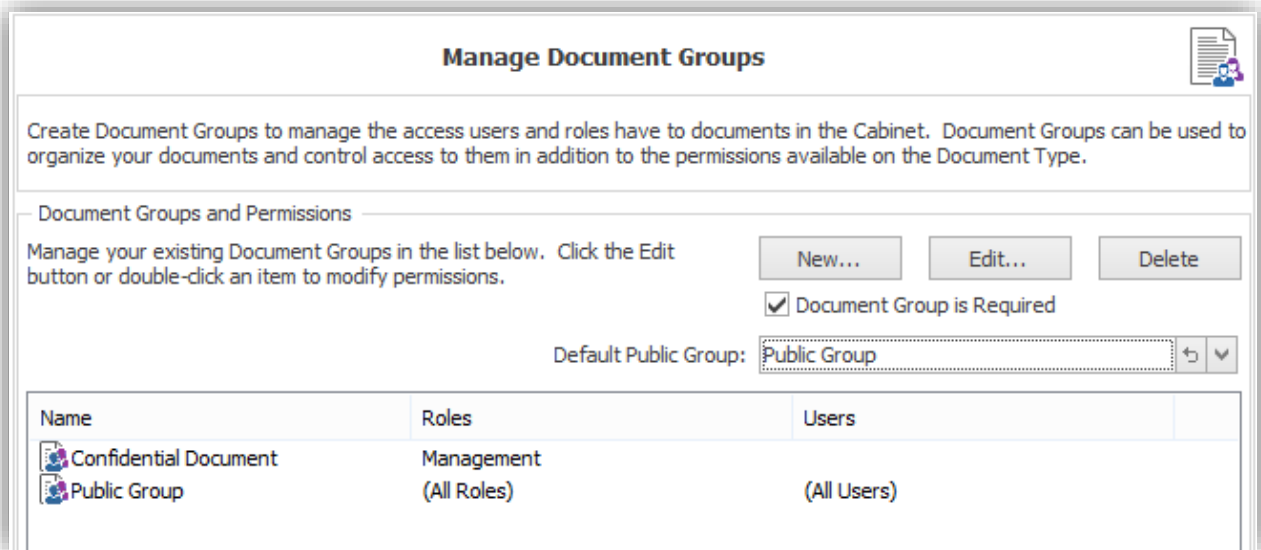 Manage Document Groups
Create Document Groups to manage the access users and roles have to documents in the Cabinet.  Document Groups can be used to
organize your documents and control access to them in addition to the permissions available on the Document Type.
Document Groups and Permissions
Manage your existing Document Groups in the list below.  Click the Edit
button or double-click an item to modify permissions.
New... Edit... Delete
Document Group is Required
Default Public Group: Public Group
Name Roles Users
Confidential Document Management
Public Group (All Roles) (All Users)